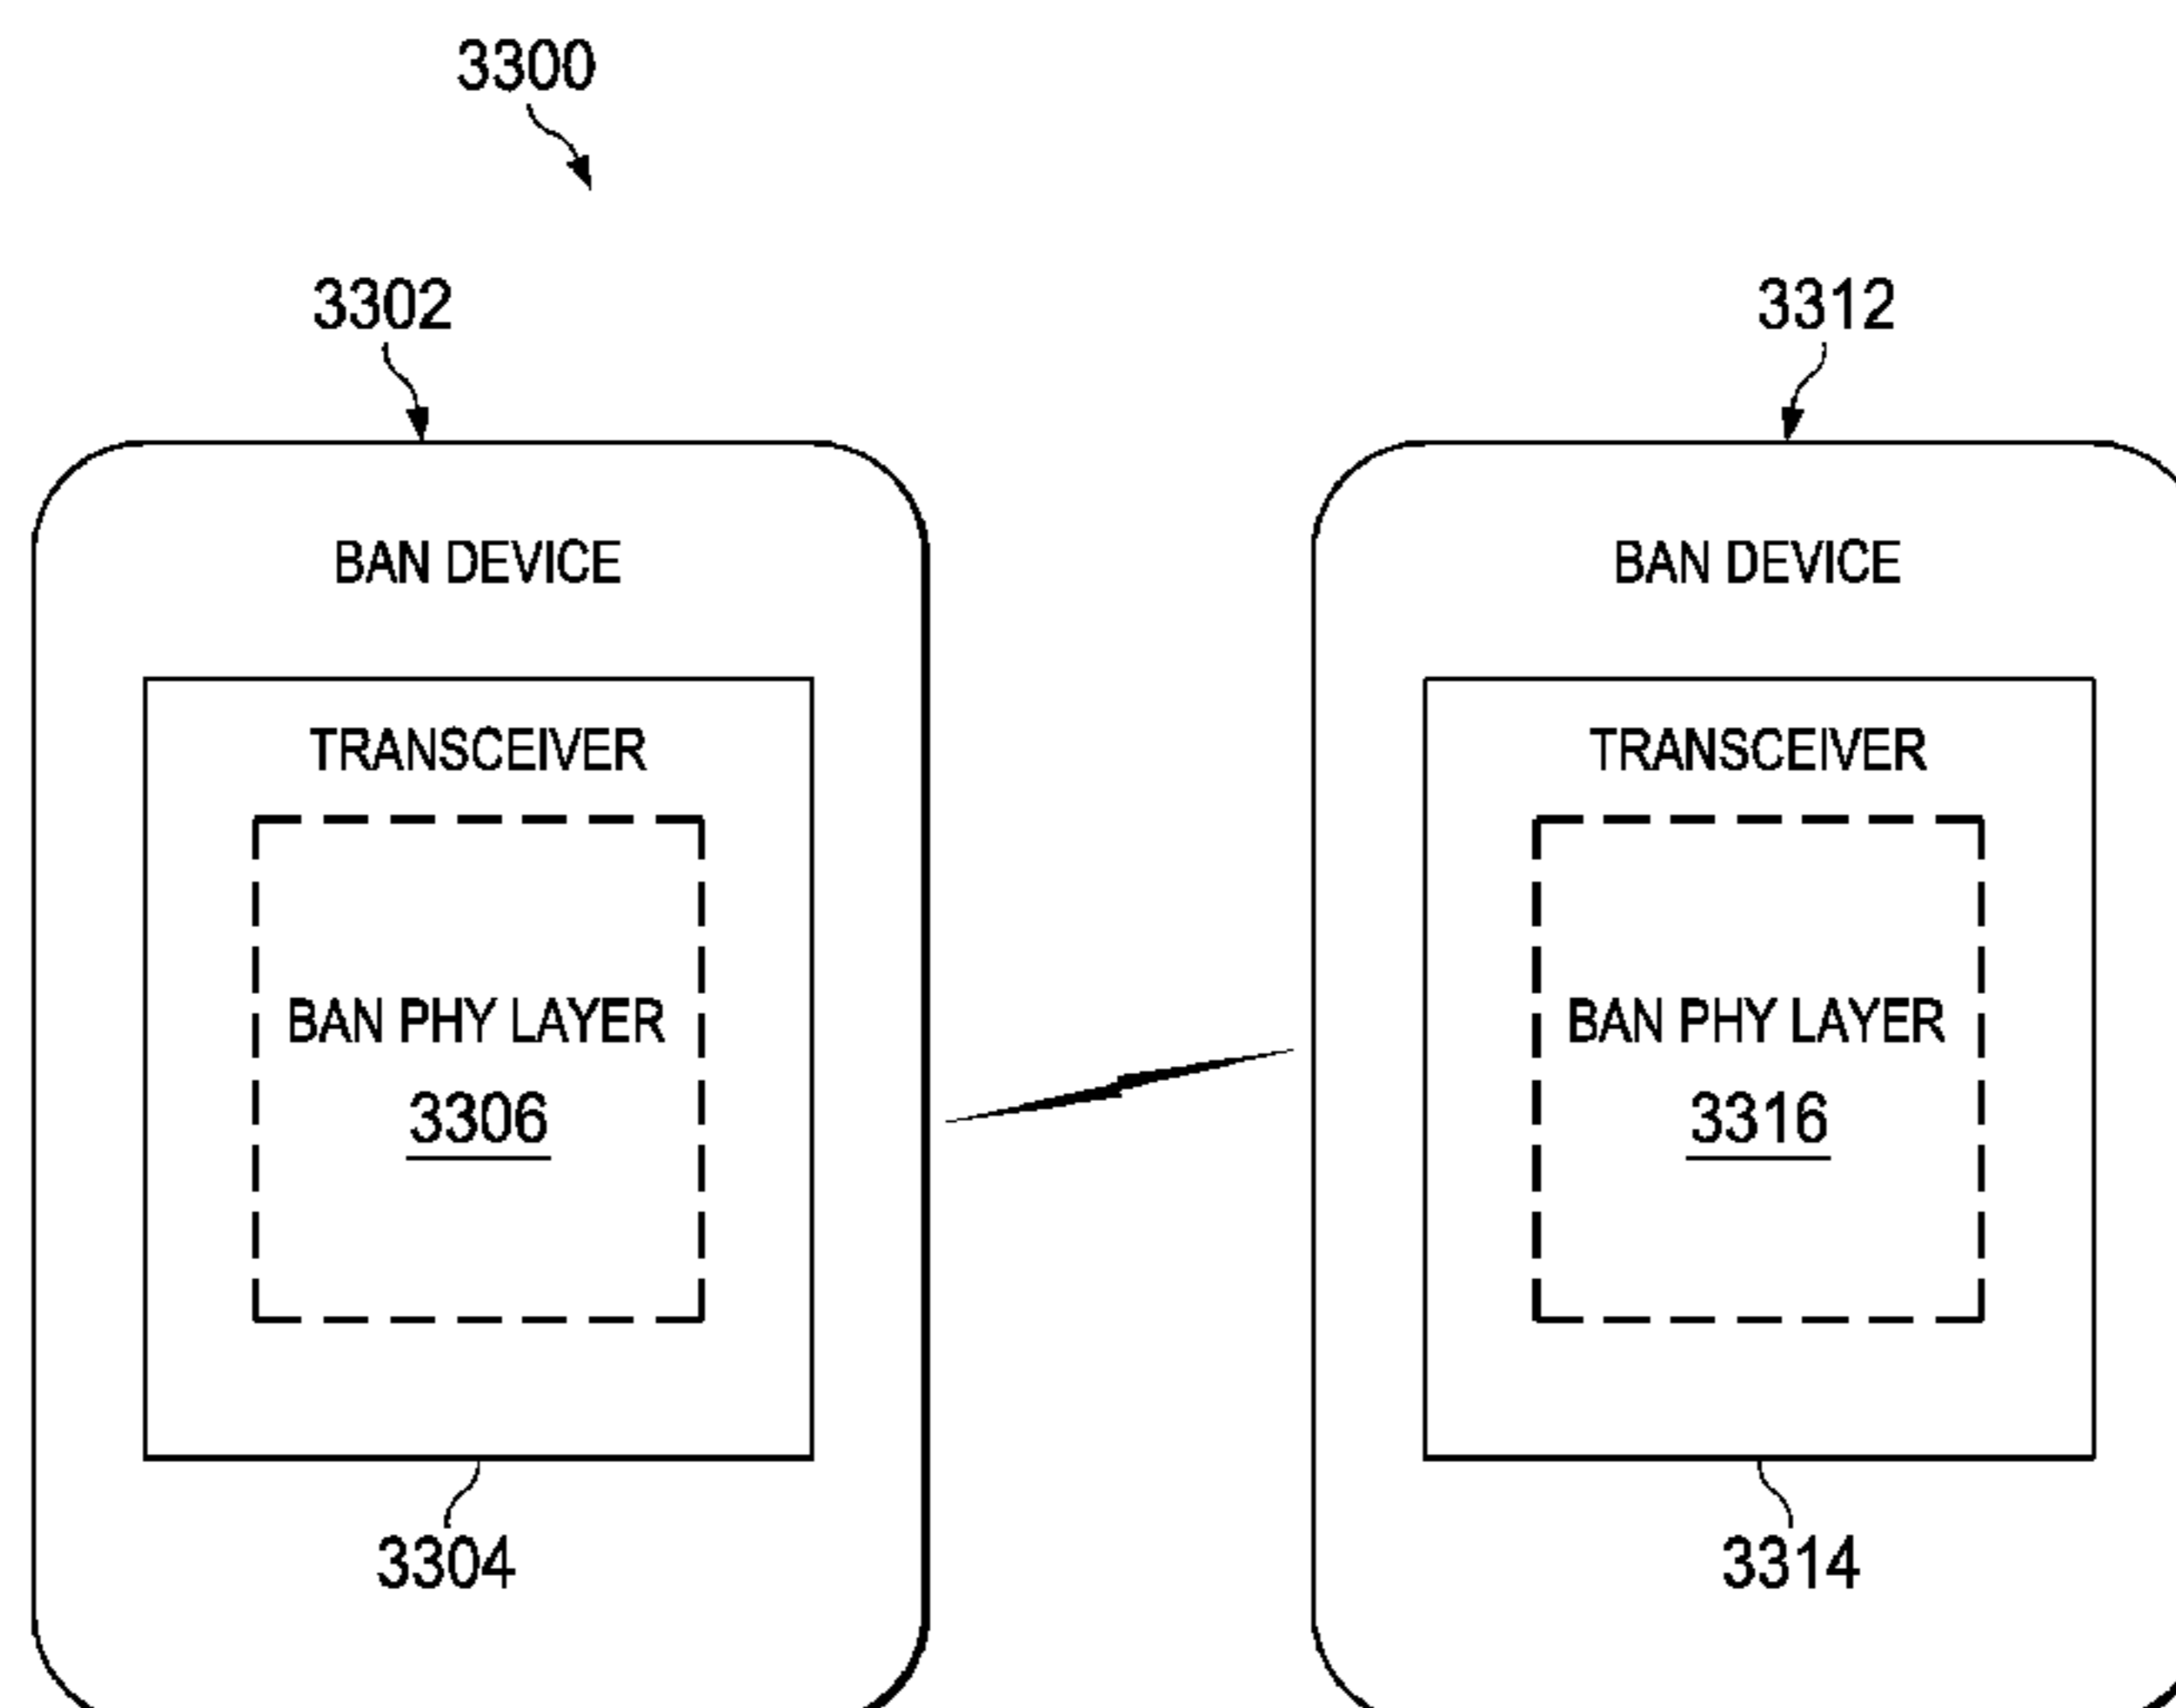 3300
3302
3312
BAN DEVICE
BAN DEVICE
TRANSCEIVER
TRANSCEIVER
BAN PHY LAYER
3306
BAN PHY LAYER
3316
3304
3314